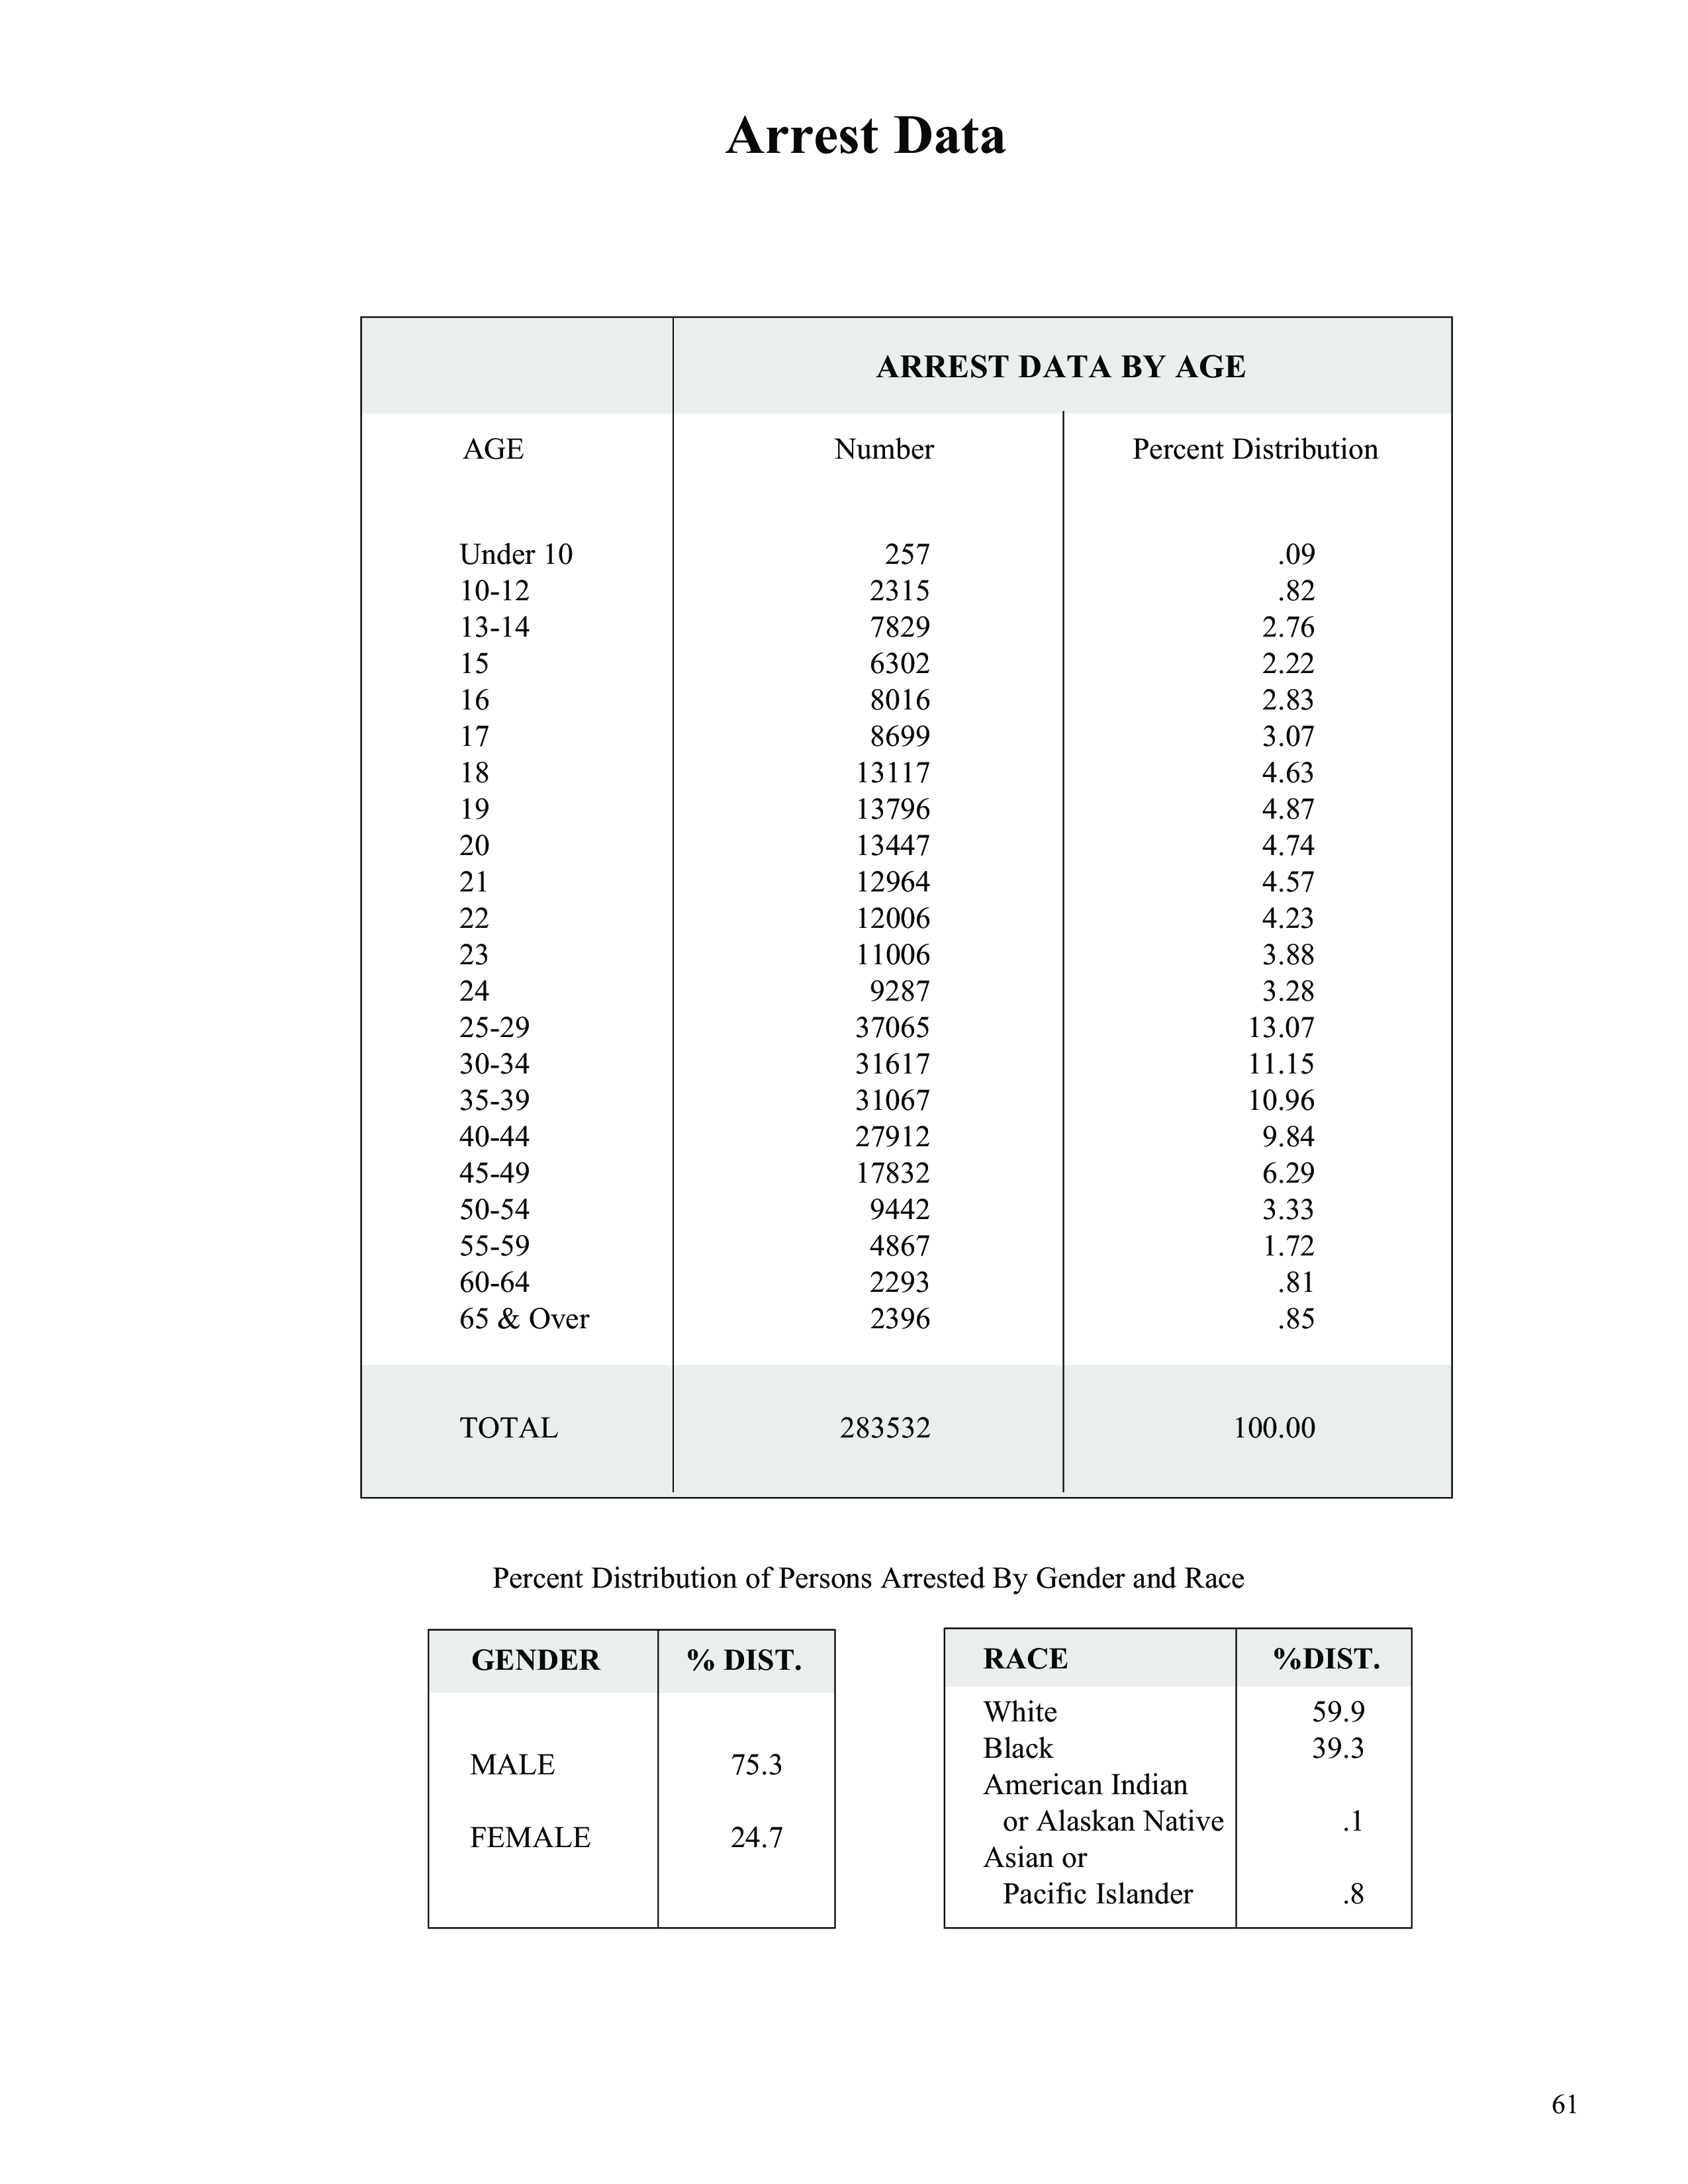 Arrest Data
ARREST DATA BY AGE
AGE Number Percent Distribution
Under 10 257 .09
10-12 2315 .82
13-14 7829 2.76
15 6302 2.22
16 8016 2.83
17 8699 3.07
18 13117 4.63
19 13796 4.87
20 13447 4.74
21 12964 4.57
22 12006 4.23
23 11006 3.88
24 9287 3.28
25-29 37065 13.07
30-34 31617 11.15
35-39 31067 10.96
40-44 27912 9.84
45-49 17832 6.29
50-54 9442 3.33
55-59 4867 1.72
60-64 2293 .81
65 & Over 2396 .85
TOTAL 283532 100.00
Percent Distribution of Persons Arrested By Gender and Race
GENDER % DIST.
MALE 75.3
FEMALE 24.7
RACE %DIST.
White 59.9
Black 39.3
American Indian
or Alaskan Native .1
Asian or
Pacific Islander .8
61